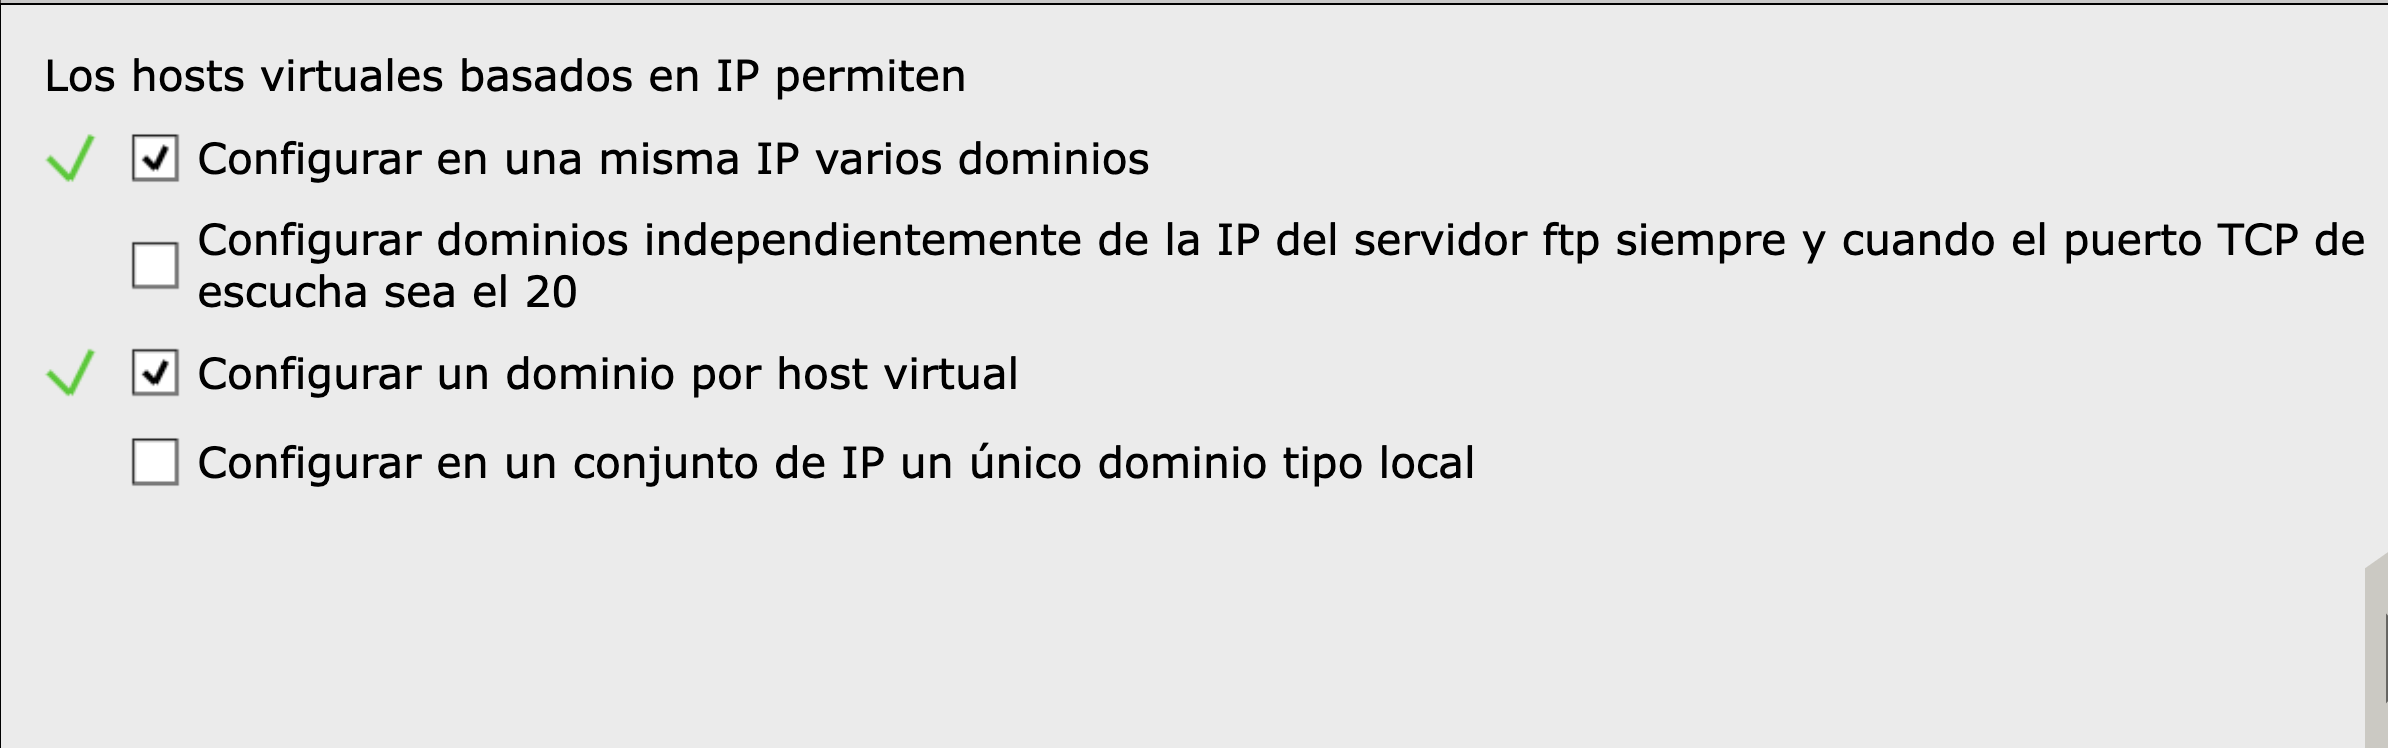 Los hosts virtuales basados en IP permiten
Configurar en una misma IP varios dominios
Configurar dominios independientemente de la IP del servidor ftp siempre y cuando el puerto TCP de
escucha sea el 20
Configurar un dominio por host virtual
Configurar en un conjunto de IP un único dominio tipo local